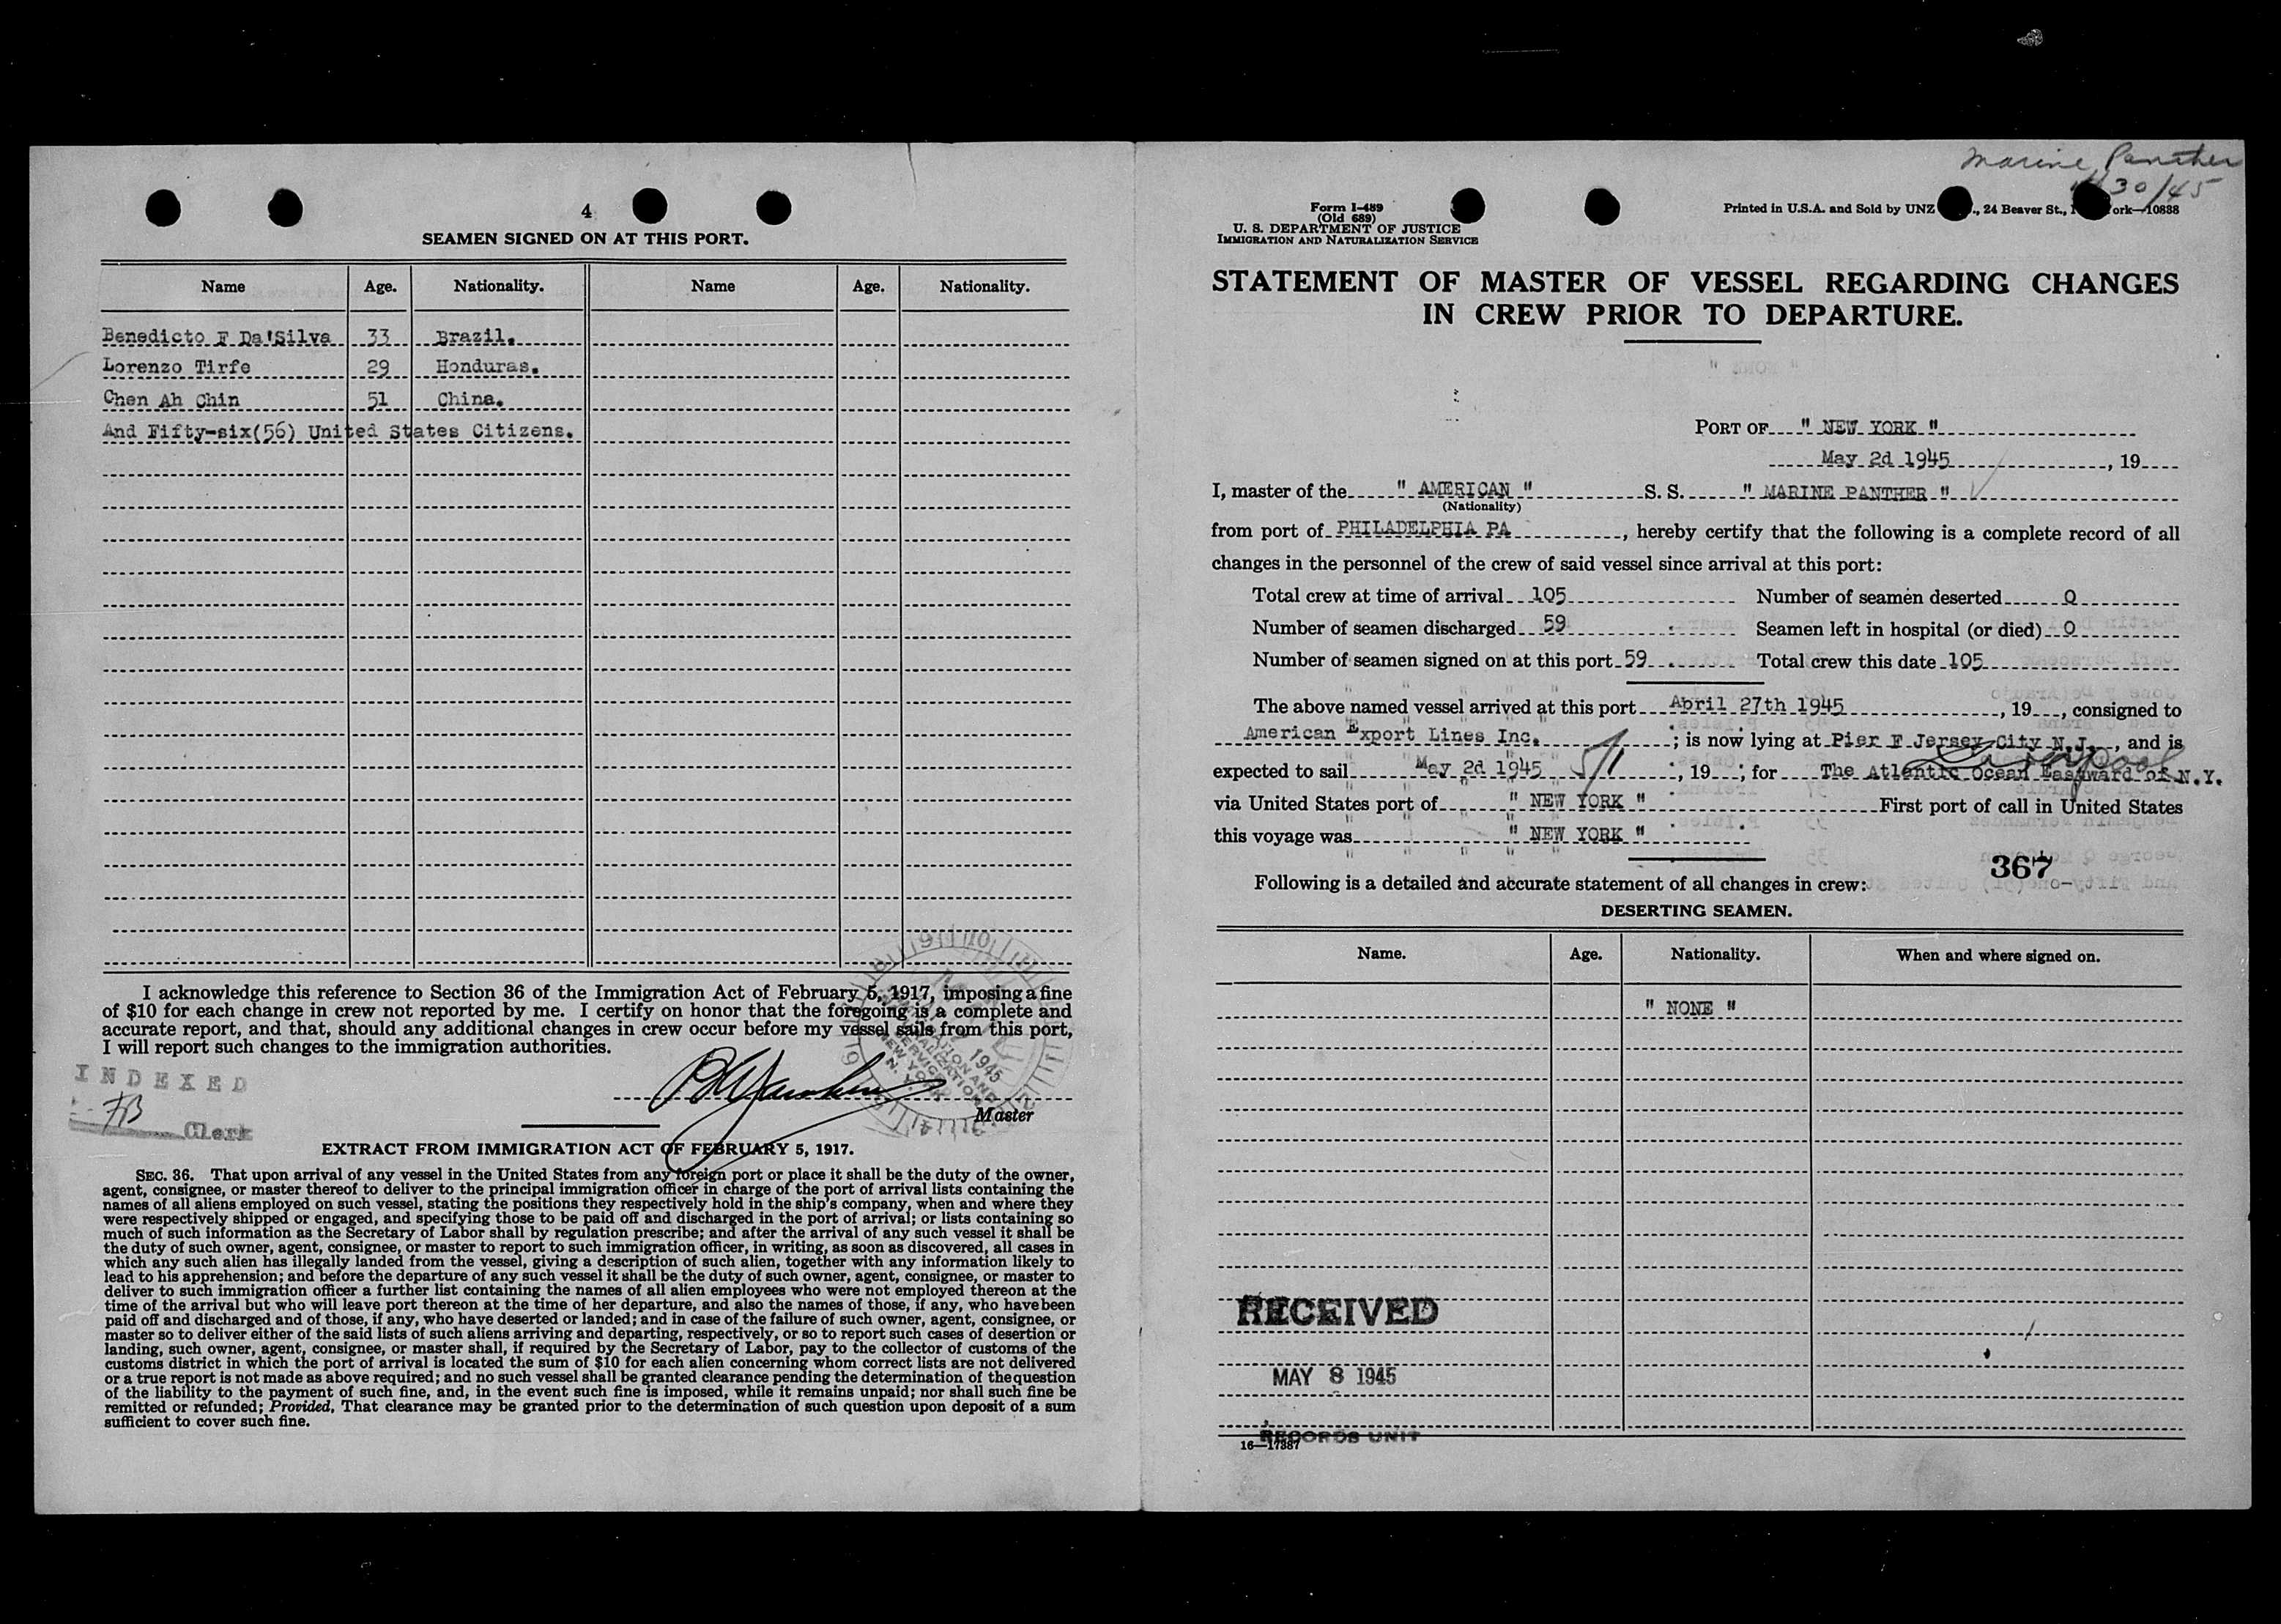 4
SEAMEN SIGNED ON AT THIS PORT.
Name Age. Nationality. Name Age. Nationality.
Benedicto F Da'Silva 33 Brazil.
Lorenzo Tirfe 29 Honduras.
Chen Ah Chin 51 China.
And Fifty-six(56) United States Citizens.
I acknowledge this reference to Section 36 of the Immigration Act of February 5, 1917, imposing a fine
of $10 for each change in crew not reported by me. I certify on honor that the foregoing is a complete and
accurate report, and that, should any additional changes in crew occur before my vessel sails from this port,
I will report such changes to the immigration authorities.
INDEXED
FB
Clerk
Master
EXTRACT FROM IMMIGRATION ACT OF FEBRUARY 5, 1917.
SEC. 36. That upon arrival of any vessel in the United States from any foreign port or place it shall be the duty of the owner,
agent, consignee, or master thereof to deliver to the principal immigration officer in charge of the port of arrival lists containing the
names of all aliens employed on such vessel, stating the positions they respectively hold in the ship's company, when and where they
were respectively shipped or engaged, and specifying those to be paid off and discharged in the port of arrival; or lists containing so
much of such information as the Secretary of Labor shall by regulation prescribe; and after the arrival of any such vessel it shall be
the duty of such owner, agent, consignee, or master to report to such immigration officer, in writing, as soon as discovered, all cases in
which any such alien has illegally landed from the vessel, giving a description of such alien, together with any information likely to
lead to his apprehension; and before the departure of any such vessel it shall be the duty of such owner, agent, consignee, or master to
deliver to such immigration officer a further list containing the names of all alien employees who were not employed thereon at the
time of the arrival but who will leave port thereon at the time of her departure, and also the names of those, if any, who have been
paid off and discharged and of those, if any, who have deserted or landed; and in case of the failure of such owner, agent, consignee, or
master so to deliver either of the said lists of such aliens arriving and departing, respectively, or so to report such cases of desertion or
landing, such owner, agent, consignee, or master shall, if required by the Secretary of Labor, pay to the collector of customs of the
customs district in which the port of arrival is located the sum of $10 for each alien concerning whom correct lists are not delivered
or a true report is not made as above required; and no such vessel shall be granted clearance pending the determination of the question
of the liability to the payment of such fine, and, in the event such fine is imposed, while it remains unpaid; nor shall such fine be
remitted or refunded; Provided, That clearance may be granted prior to the determination of such question upon deposit of a sum
sufficient to cover such fine.
Marine Panther
30/45
Form I-489
(Old 689)
U. S. DEPARTMENT OF JUSTICE
IMMIGRATION AND NATURALIZATION SERVICE
Printed in U.S.A. and Sold by UNZ ., 24 Beaver St., ork—10838
STATEMENT OF MASTER OF VESSEL REGARDING CHANGES
IN CREW PRIOR TO DEPARTURE.
PORT OF " NEW YORK "
May 2d 1945, 19
I, master of the " AMERICAN " S. S. " MARINE PANTHER "
(Nationality)
from port of PHILADELPHIA PA, hereby certify that the following is a complete record of all
changes in the personnel of the crew of said vessel since arrival at this port:
Total crew at time of arrival 105 Number of seamen deserted 0
Number of seamen discharged 59 Seamen left in hospital (or died) 0
Number of seamen signed on at this port 59 Total crew this date 105
The above named vessel arrived at this port April 27th 1945, 19, consigned to
American Export Lines Inc.; is now lying at Pier F Jersey City N.J., and is
expected to sail May 2d 1945 5/1, 19; for The Atlantic Ocean Eastward of N.Y.
Liverpool
via United States port of " NEW YORK " First port of call in United States
this voyage was " NEW YORK "
367
Following is a detailed and accurate statement of all changes in crew:
DESERTING SEAMEN.
Name. Age. Nationality. When and where signed on.
" NONE "
RECEIVED
MAY 8 1945
RECORDS UNIT
16—17387